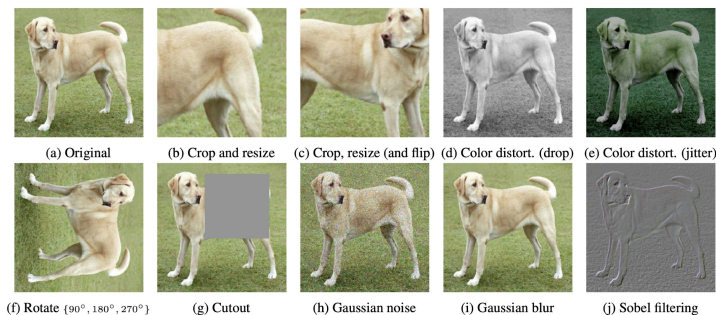 (a) Original
(b) Crop and resize
(c) Crop, resize (and flip)
(d) Color distort. (drop)
(e) Color distort. (jitter)
(f) Rotate {90°, 180°, 270°}
(g) Cutout
(h) Gaussian noise
(i) Gaussian blur
(j) Sobel filtering